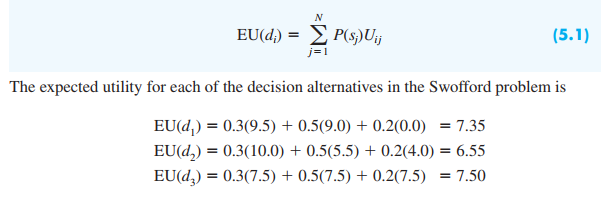 EU(dᵢ) = ∑ᴺⱼ₌₁ P(sⱼ)Uᵢⱼ (5.1)
The expected utility for each of the decision alternatives in the Swofford problem is
EU(d₁) = 0.3(9.5) + 0.5(9.0) + 0.2(0.0) = 7.35
EU(d₂) = 0.3(10.0) + 0.5(5.5) + 0.2(4.0) = 6.55
EU(d₃) = 0.3(7.5) + 0.5(7.5) + 0.2(7.5) = 7.50